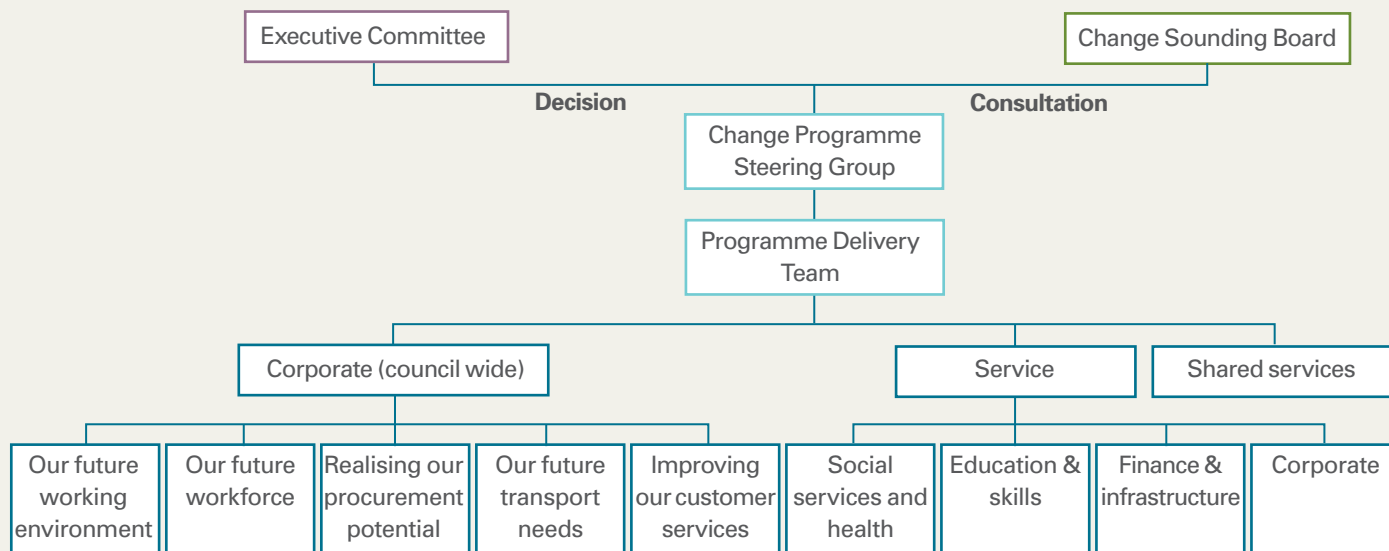 Executive Committee
Change Sounding Board
Decision
Consultation
Change Programme
Steering Group
Programme Delivery
Team
Corporate (council wide)
Service
Shared services
Our future
working
environment
Our future
workforce
Realising our
procurement
potential
Our future
transport
needs
Improving
our customer
services
Social
services and
health
Education &
skills
Finance &
infrastructure
Corporate